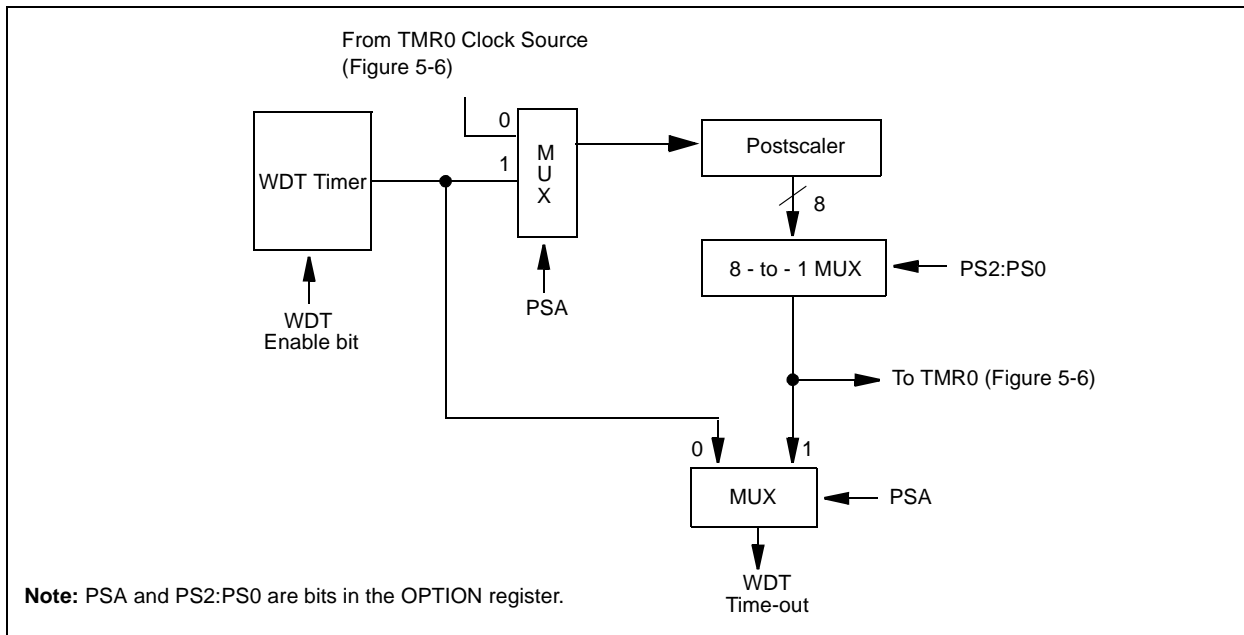 From TMR0 Clock Source
(Figure 5-6)
0
1
WDT Timer
M
U
X
Postscaler
8
8 - to - 1 MUX
PS2:PS0
PSA
WDT
Enable bit
To TMR0 (Figure 5-6)
0
1
MUX
PSA
WDT
Time-out
Note: PSA and PS2:PS0 are bits in the OPTION register.